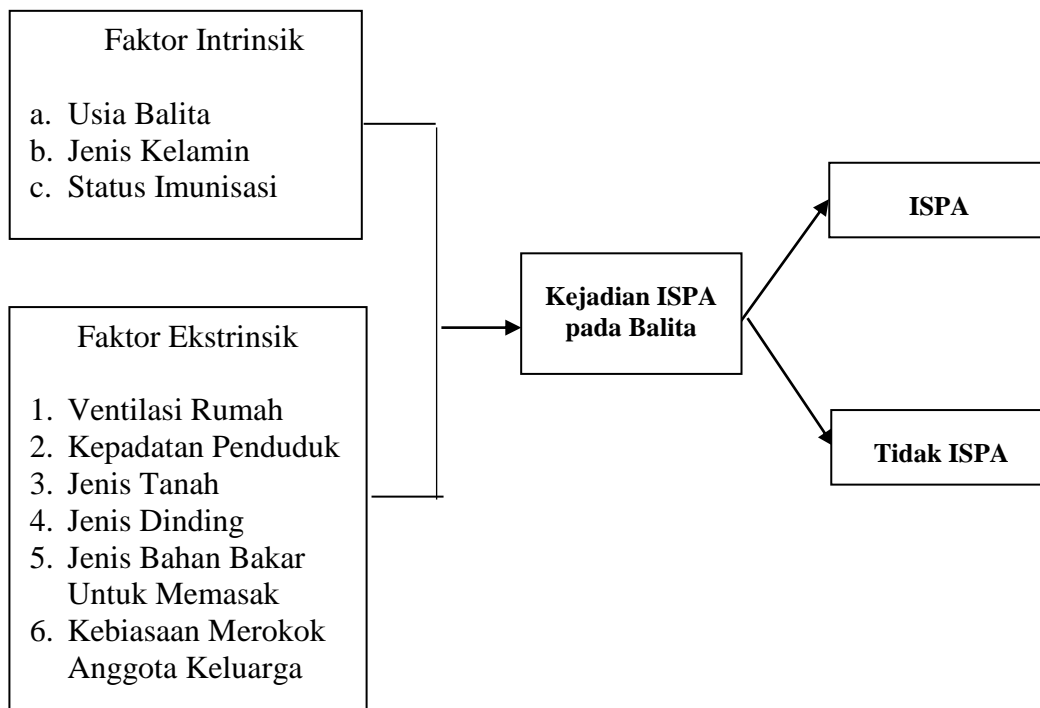 Faktor Intrinsik
a. Usia Balita
b. Jenis Kelamin
c. Status Imunisasi
Faktor Ekstrinsik
1. Ventilasi Rumah
2. Kepadatan Penduduk
3. Jenis Tanah
4. Jenis Dinding
5. Jenis Bahan Bakar
Untuk Memasak
6. Kebiasaan Merokok
Anggota Keluarga
Kejadian ISPA
pada Balita
ISPA
Tidak ISPA